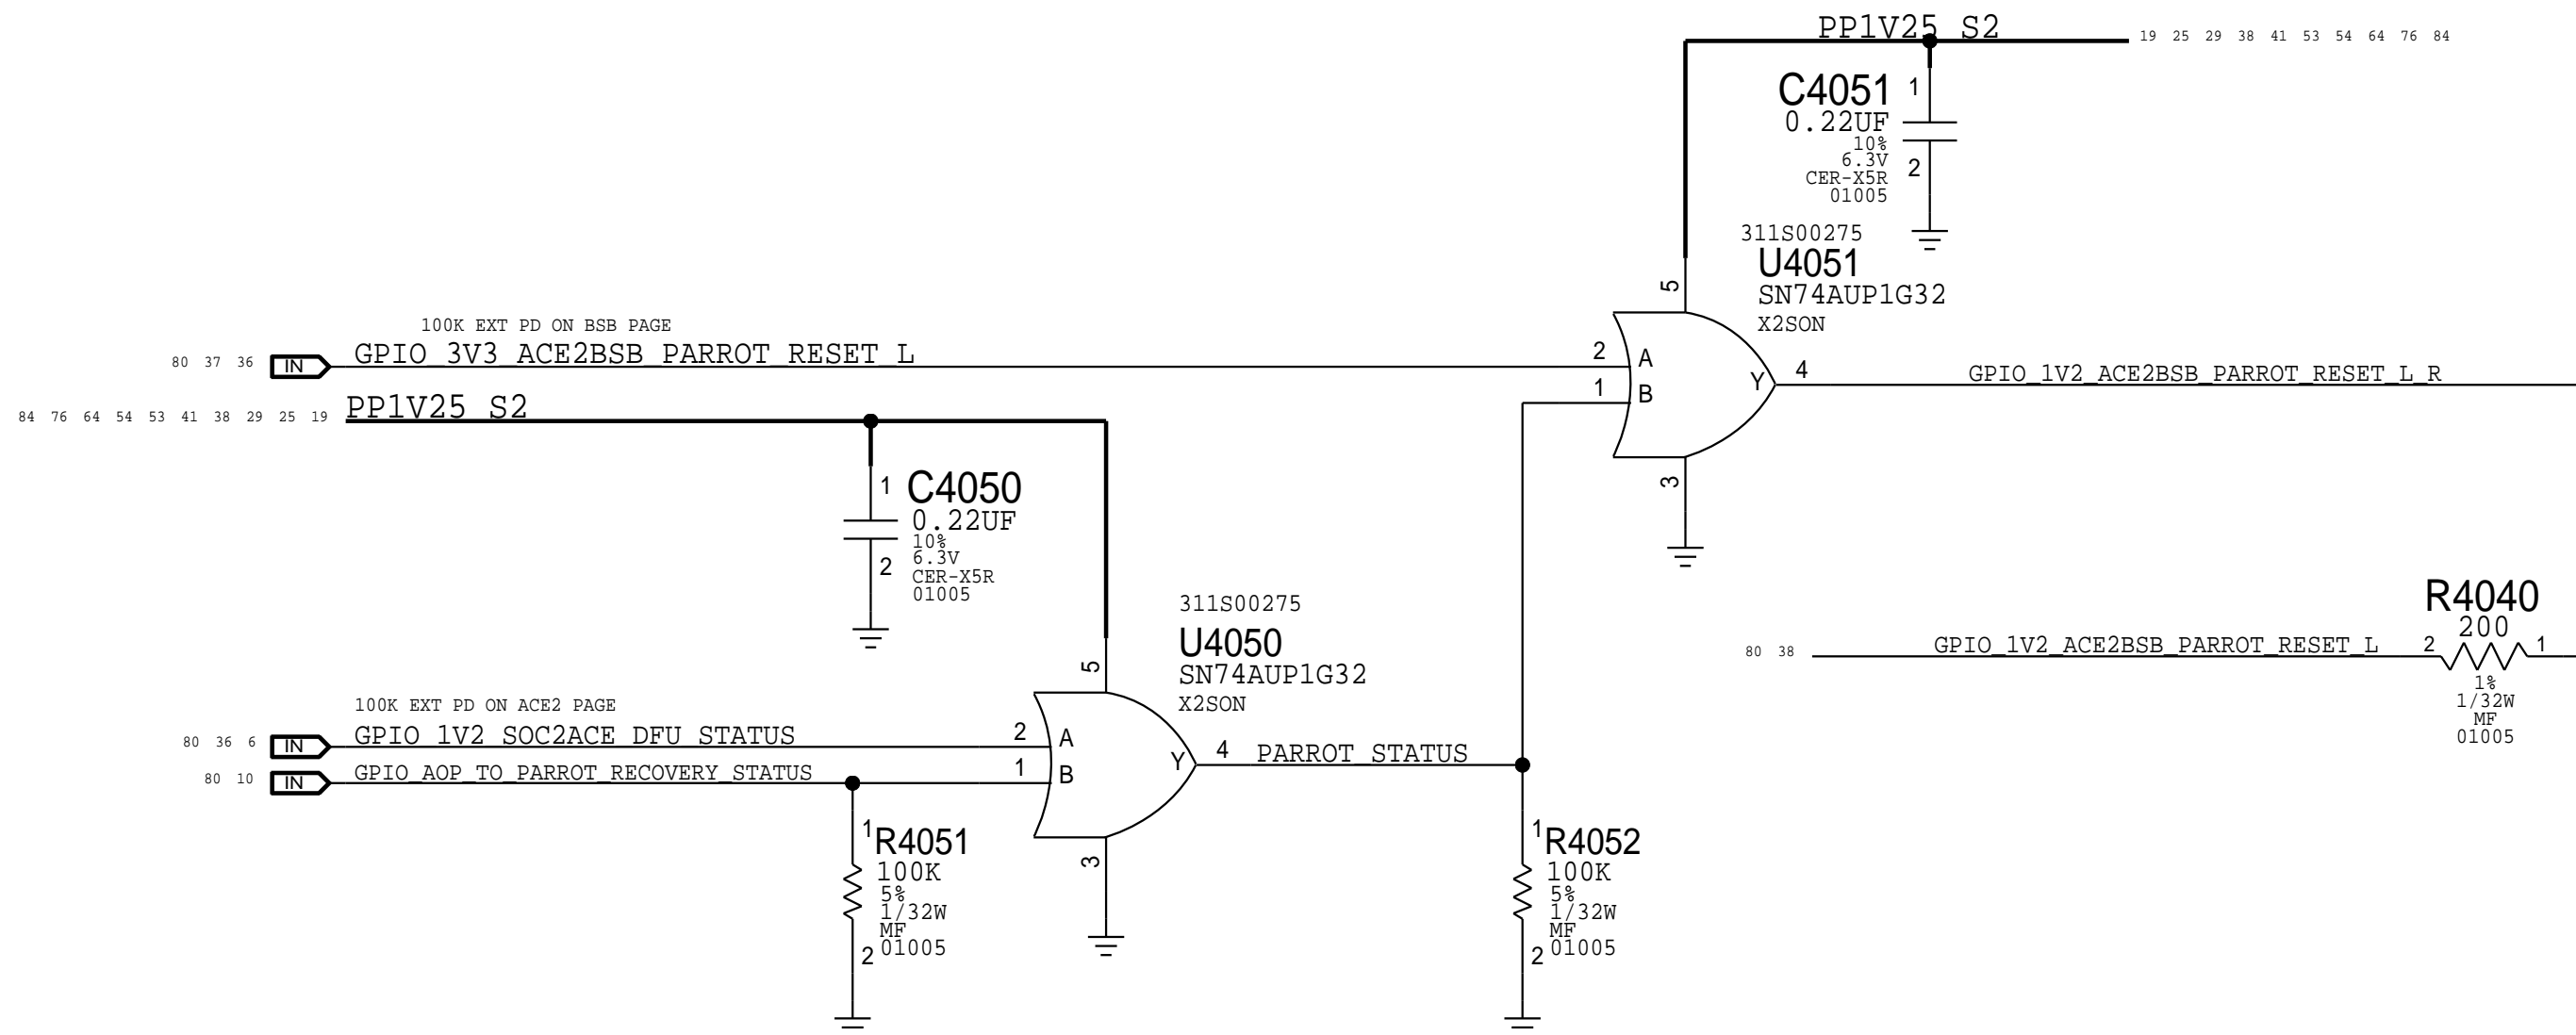 PP1V25_S2
19 25 29 38 41 53 54 64 76 84
C4051
1
0.22UF
10%
6.3V
2
CER-X5R
01005
311S00275
U4051
SN74AUP1G32
X2SON
5
100K EXT PD ON BSB PAGE
80 37 36
IN
GPIO_3V3_ACE2BSB_PARROT_RESET_L
2
A
1
B
Y
4
GPIO_1V2_ACE2BSB_PARROT_RESET_L_R
3
84 76 64 54 53 41 38 29 25 19
PP1V25_S2
1
C4050
0.22UF
10%
6.3V
2
CER-X5R
01005
311S00275
U4050
SN74AUP1G32
X2SON
5
R4040
200
80 38
GPIO_1V2_ACE2BSB_PARROT_RESET_L
2
1
1%
1/32W
MF
01005
100K EXT PD ON ACE2 PAGE
80 36 6
IN
GPIO_1V2_SOC2ACE_DFU_STATUS
2
A
80 10
IN
GPIO_AOP_TO_PARROT_RECOVERY_STATUS
1
B
Y
4
PARROT_STATUS
3
1
R4051
100K
5%
1/32W
MF
01005
2
1
R4052
100K
5%
1/32W
MF
01005
2